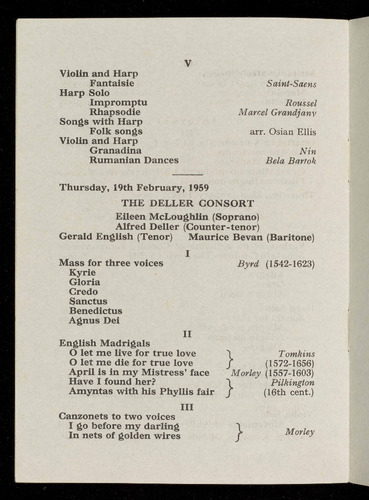 V
Violin and Harp
Fantaisie Saint-Saens
Harp Solo
Impromptu Roussel
Rhapsodie Marcel Grandjany
Songs with Harp
Folk songs arr. Osian Ellis
Violin and Harp
Granadina Nin
Rumanian Dances Bela Bartok
Thursday, 19th February, 1959
THE DELLER CONSORT
Eileen McLoughlin (Soprano)
Alfred Deller (Counter-tenor)
Gerald English (Tenor) Maurice Bevan (Baritone)
I
Mass for three voices Byrd (1542-1623)
Kyrie
Gloria
Credo
Sanctus
Benedictus
Agnus Dei
II
English Madrigals
O let me live for true love } Tomkins
O let me die for true love (1572-1656)
April is in my Mistress' face Morley (1557-1603)
Have I found her? } Pilkington
Amyntas with his Phyllis fair (16th cent.)
III
Canzonets to two voices
I go before my darling } Morley
In nets of golden wires